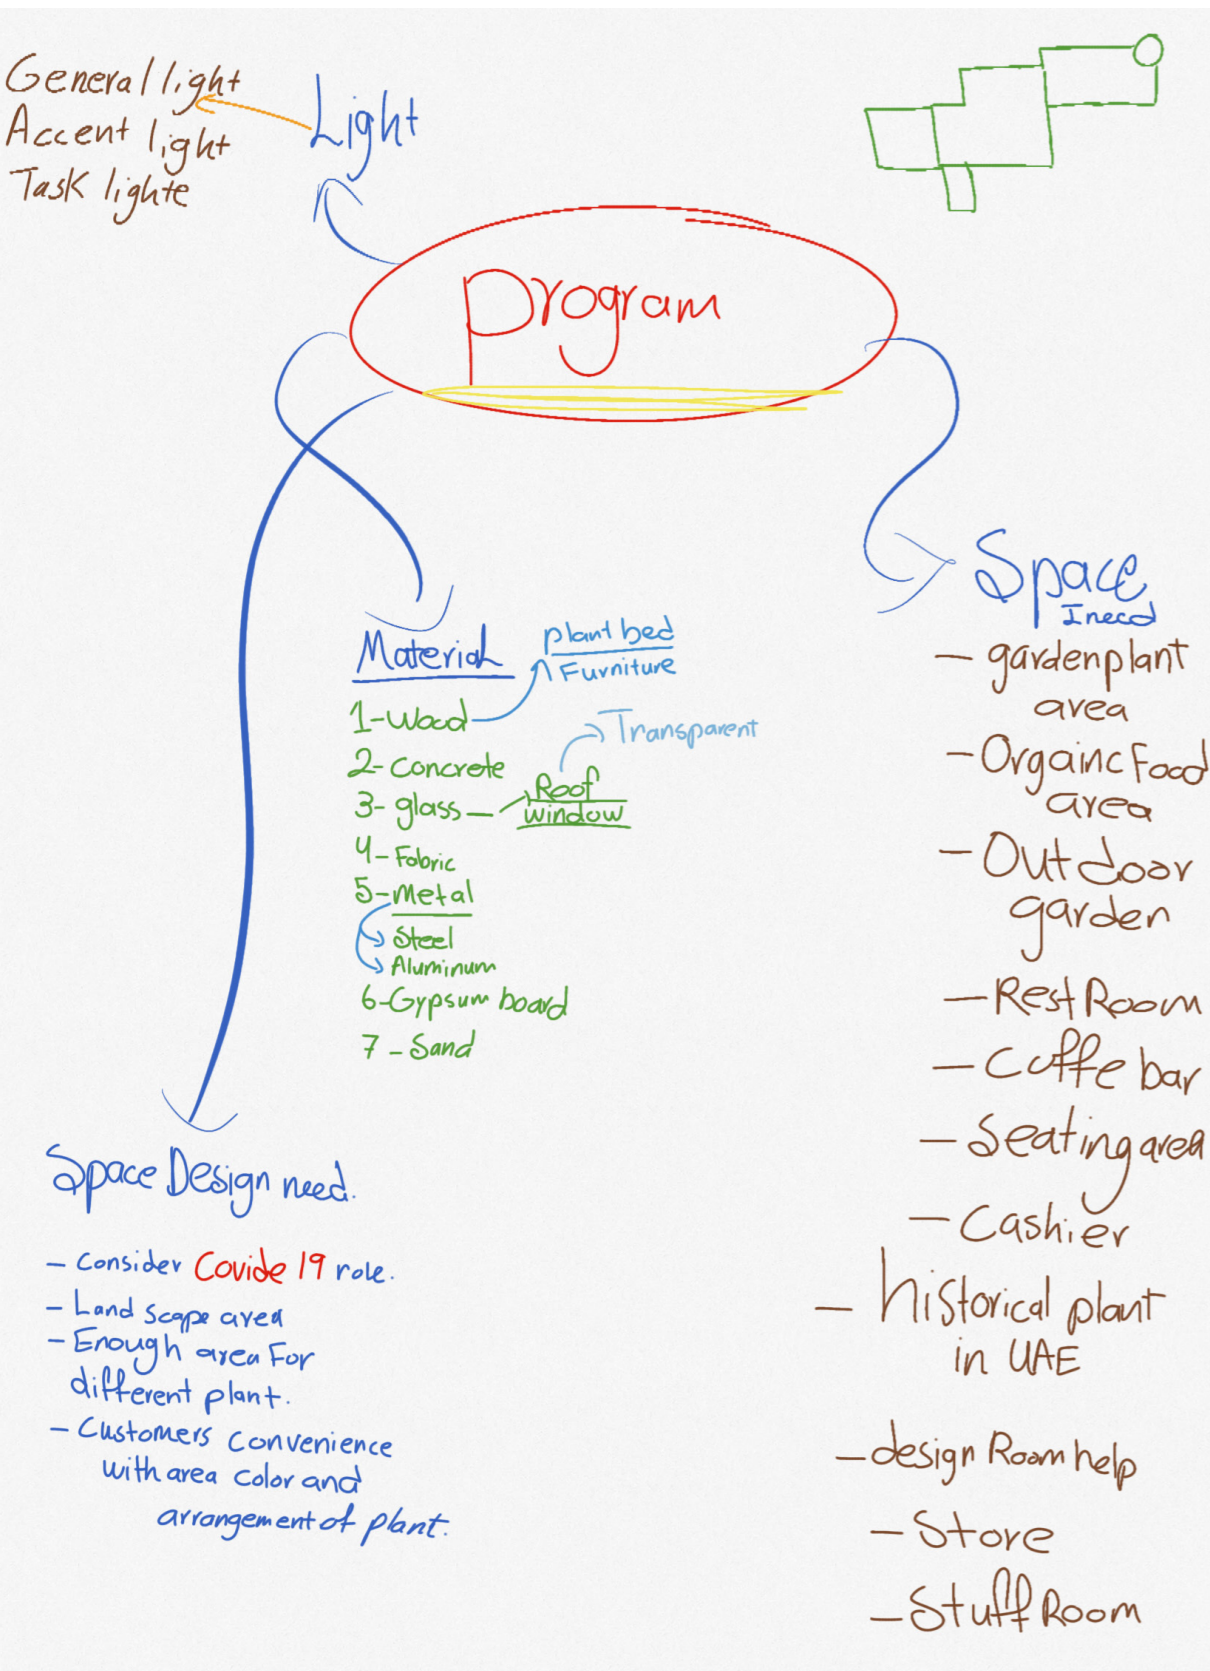 General light
Accent light
Task lighte
Light
Program
Space
I need
- garden plant
area
- Orgainc Food
area
- Outdoor
garden
- Rest Room
- Coffe bar
- Seating area
- Cashier
- historical plant
in UAE
- design Room help
- Store
- Stuff Room
Material
plant bed
Furniture
1- Wood
Transparent
2- Concrete
Roof
3- glass
window
4- Fabric
5- Metal
Steel
Aluminum
6- Gypsum board
7 - Sand
Space Design need.
- Consider Covide 19 role.
- Land scape area
- Enough area For
different plant.
- Customers convenience
with area color and
arrangement of plant.